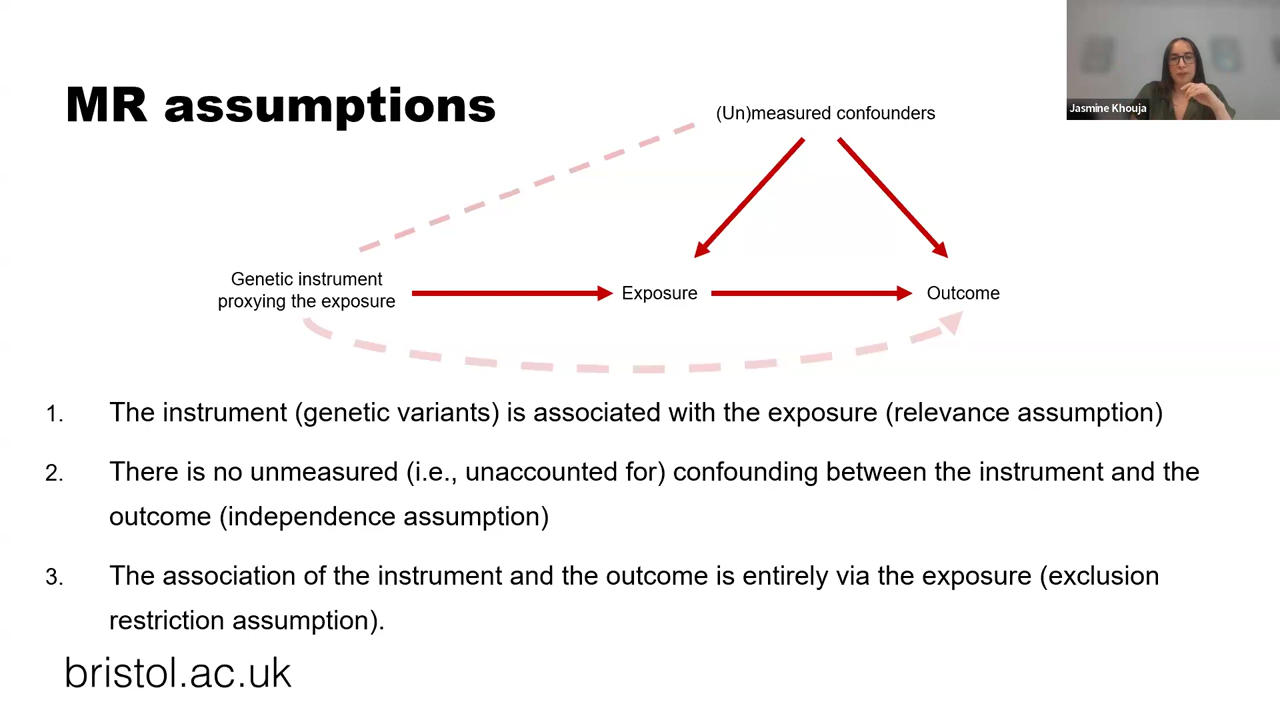 MR assumptions
(Un)measured confounders
Jasmine Khouja
Genetic instrument
proxying the exposure
Exposure
Outcome
1. The instrument (genetic variants) is associated with the exposure (relevance assumption)
2. There is no unmeasured (i.e., unaccounted for) confounding between the instrument and the
outcome (independence assumption)
3. The association of the instrument and the outcome is entirely via the exposure (exclusion
restriction assumption).
bristol.ac.uk